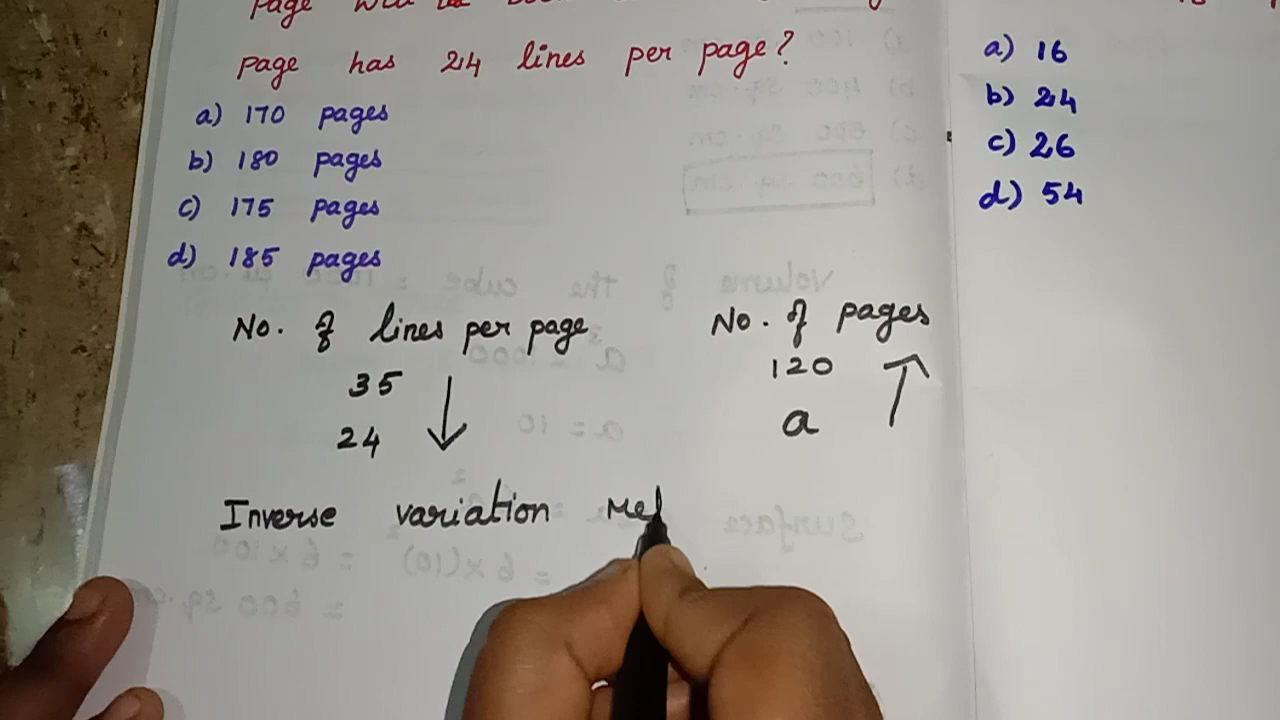 page has 24 lines per page?
a) 170 pages
b) 180 pages
c) 175 pages
d) 185 pages
a) 16
b) 24
c) 26
d) 54
No. of lines per page
No. of pages
35
120
24
a
Inverse variation Met